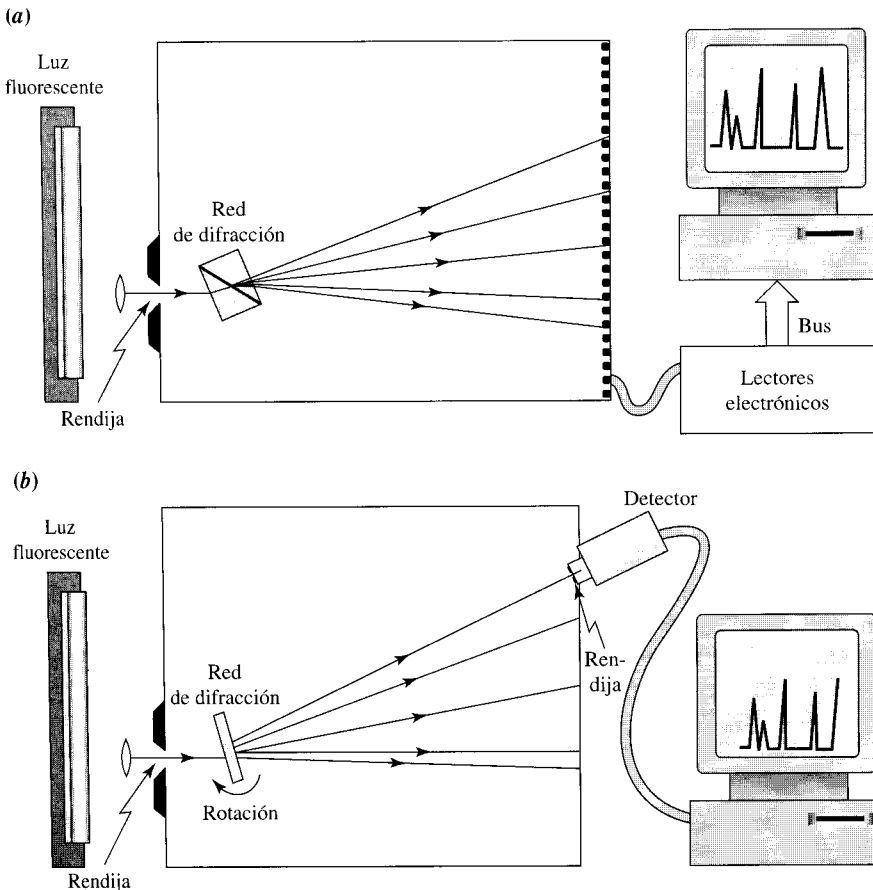 (a)
Luz
fluorescente
Red
de difracción
Rendija
Bus
Lectores
electrónicos
(b)
Luz
fluorescente
Detector
Ren-
dija
Red
de difracción
Rotación
Rendija